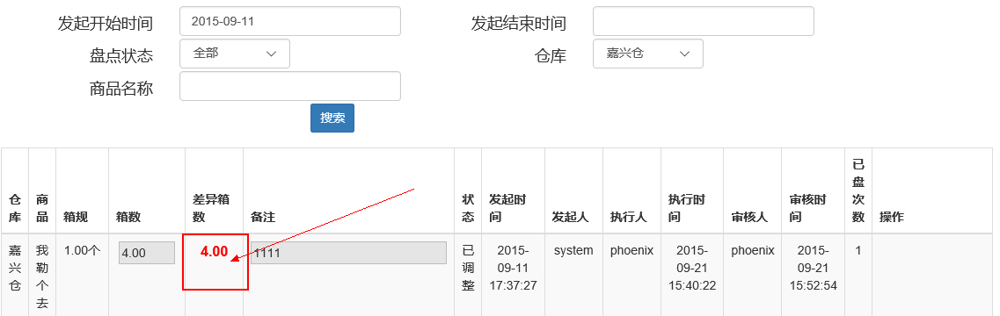 发起开始时间 2015-09-11 发起结束时间
盘点状态 全部 仓库 嘉兴仓
商品名称
搜索
仓库 商品 箱规 箱数 差异箱数 备注 状态 发起时间 发起人 执行人 执行时间 审核人 审核时间 已盘次数 操作
嘉兴仓 我勒个去 1.00个 4.00 4.00 1111 已调整 2015-09-11 17:37:27 system phoenix 2015-09-21 15:40:22 phoenix 2015-09-21 15:52:54 1